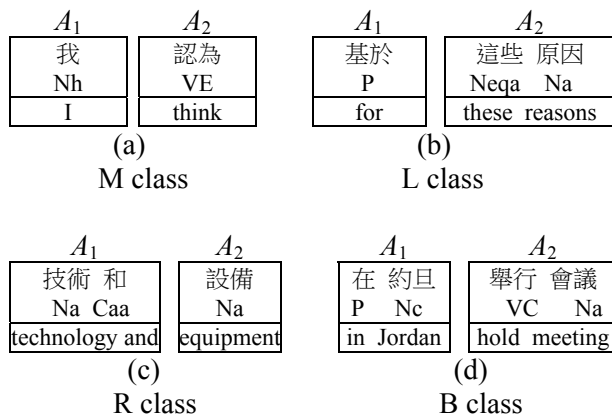 A1 A2 A1 A2
我 認為 基於 這些 原因
Nh VE P Neqa Na
I think for these reasons
(a) (b)
M class L class
A1 A2 A1 A2
技術 和 設備 在 約旦 舉行 會議
Na Caa Na P Nc VC Na
technology and equipment in Jordan hold meeting
(c) (d)
R class B class